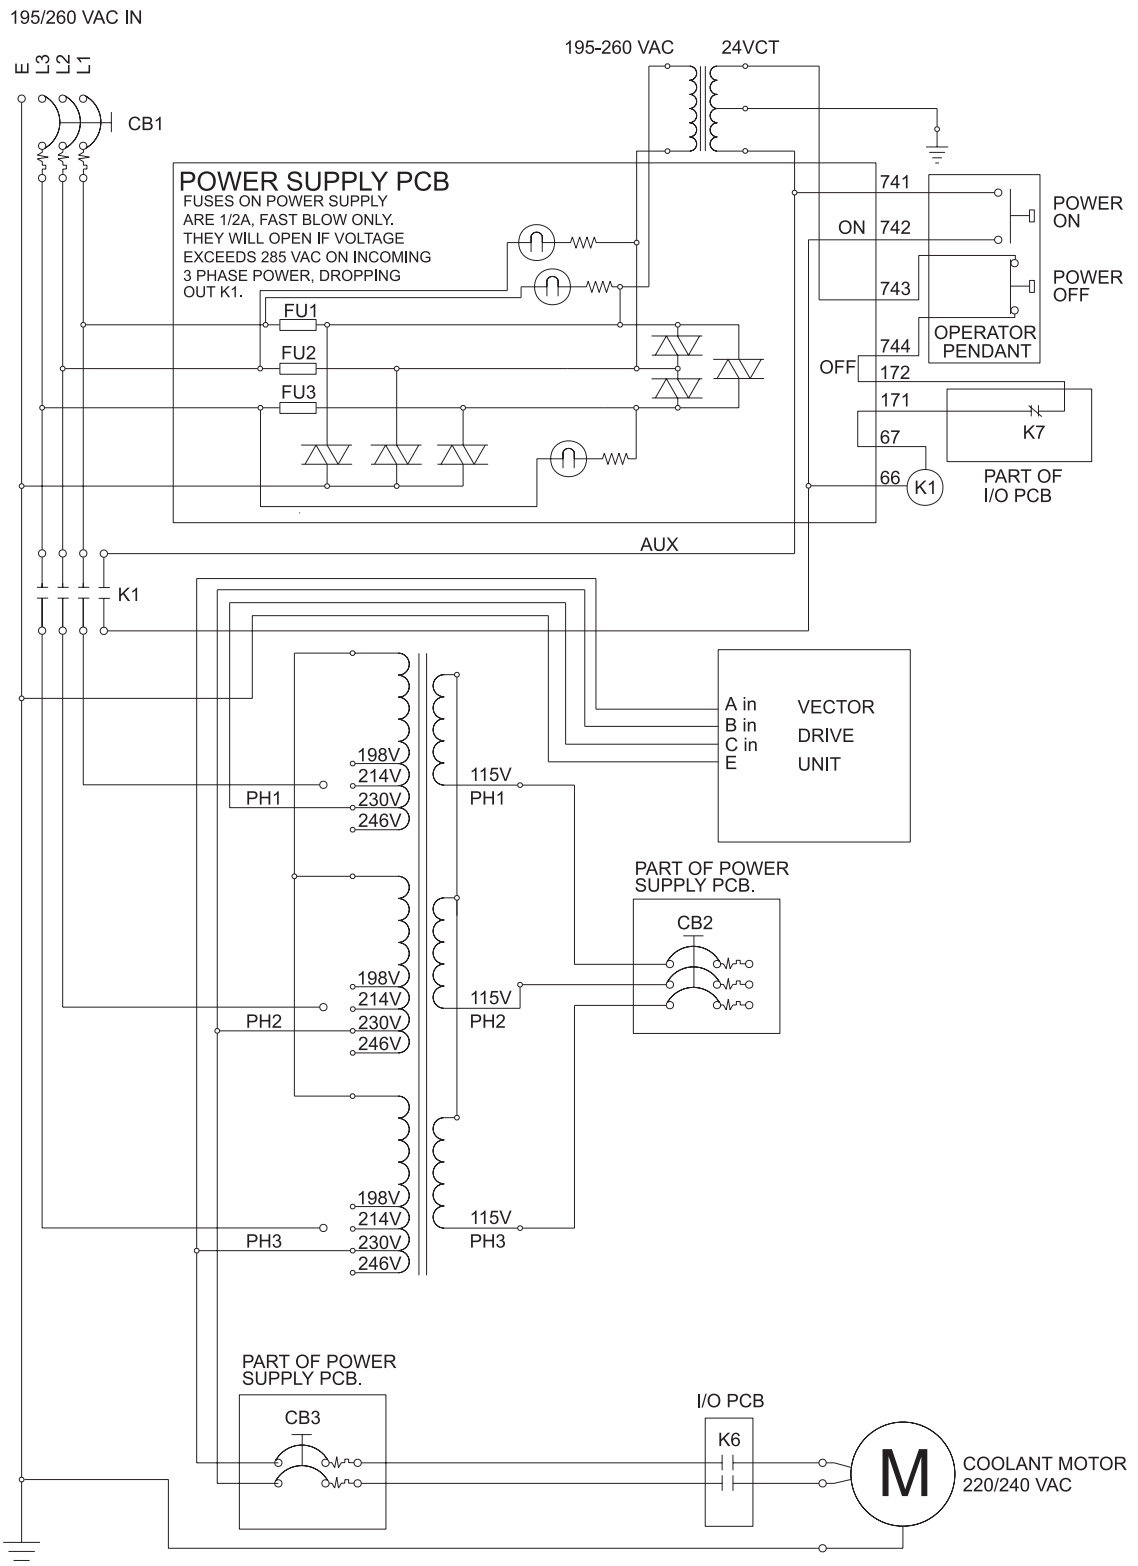 195/260 VAC IN
E
L3
L2
L1
CB1
195-260 VAC
24VCT
POWER SUPPLY PCB
FUSES ON POWER SUPPLY
ARE 1/2A, FAST BLOW ONLY.
THEY WILL OPEN IF VOLTAGE
EXCEEDS 285 VAC ON INCOMING
3 PHASE POWER, DROPPING
OUT K1.
FU1
FU2
FU3
741
ON
742
743
744
OFF
172
171
67
66
POWER
ON
POWER
OFF
OPERATOR
PENDANT
K7
K1
PART OF
I/O PCB
AUX
K1
A in
B in
C in
E
VECTOR
DRIVE
UNIT
198V
214V
230V
246V
PH1
115V
PH1
PART OF POWER
SUPPLY PCB.
CB2
198V
214V
230V
246V
PH2
115V
PH2
198V
214V
230V
246V
PH3
115V
PH3
PART OF POWER
SUPPLY PCB.
CB3
I/O PCB
K6
M
COOLANT MOTOR
220/240 VAC